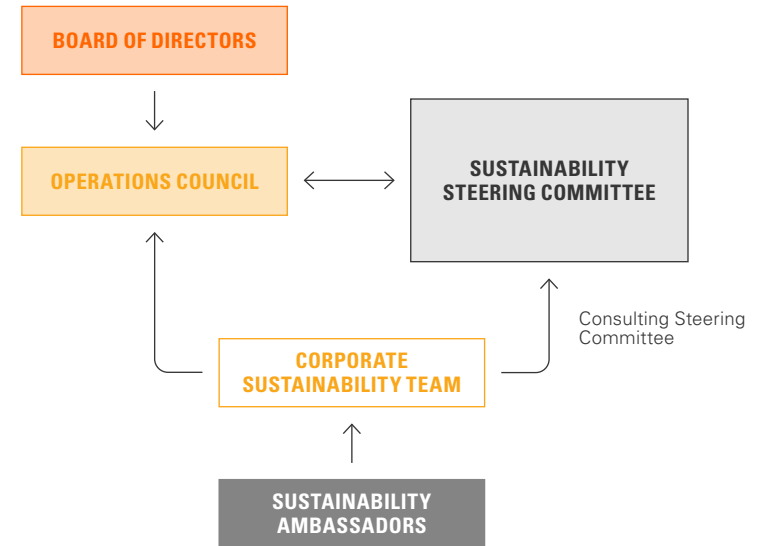 BOARD OF DIRECTORS
OPERATIONS COUNCIL
SUSTAINABILITY
STEERING COMMITTEE
Consulting Steering
Committee
CORPORATE
SUSTAINABILITY TEAM
SUSTAINABILITY
AMBASSADORS